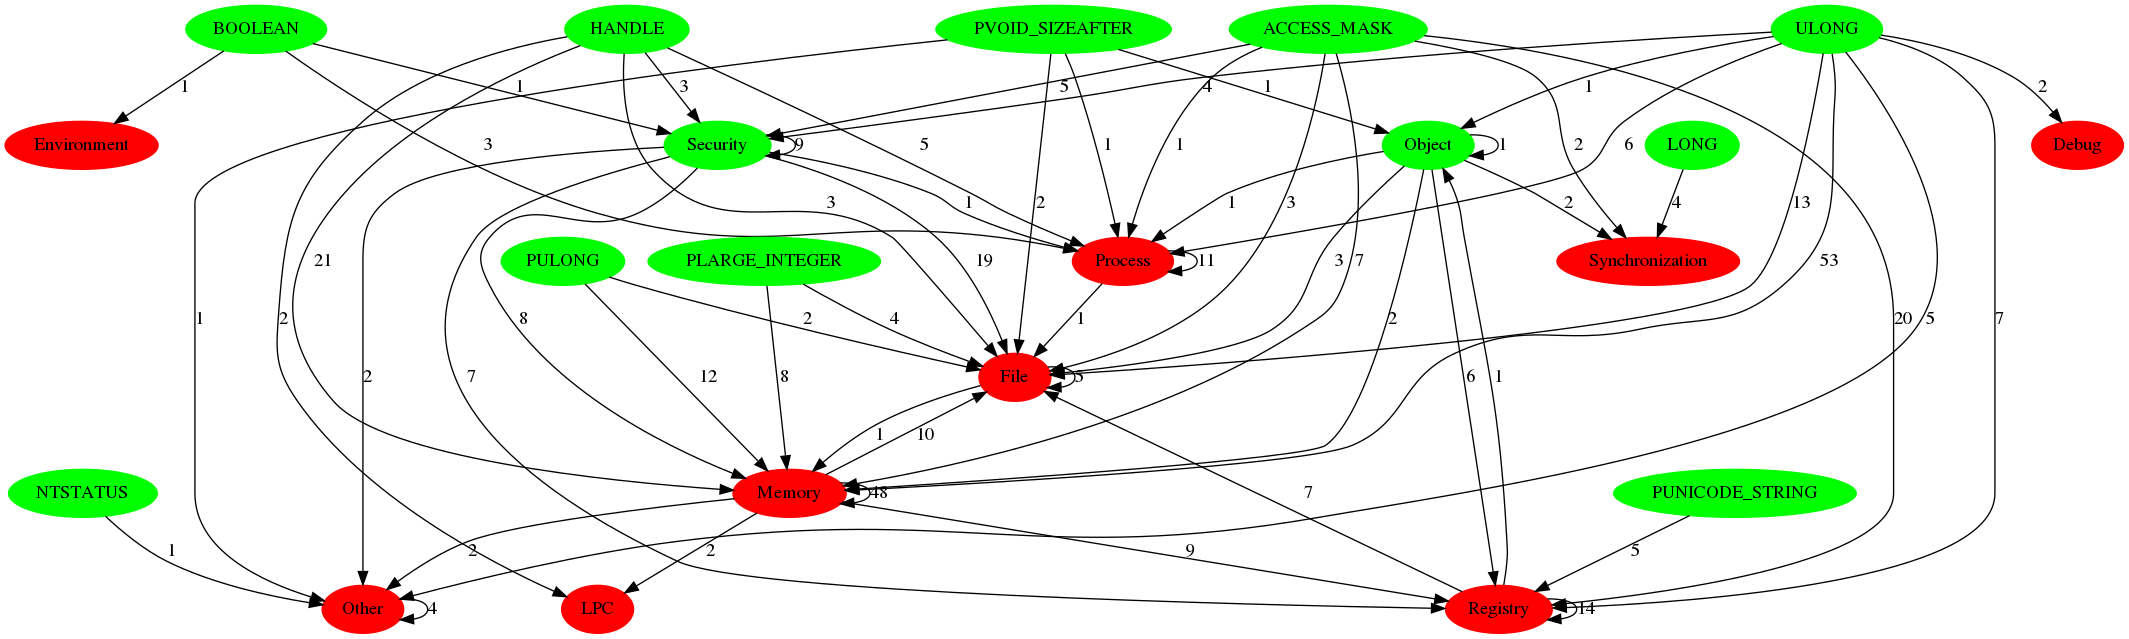 BOOLEAN HANDLE PVOID_SIZEAFTER ACCESS_MASK ULONG
1 1 3 5 4 1 1 2
Environment Security 9 3 5 1 1 6 2 Object 1 LONG Debug
3 1 2 1 1 2 4 13
21 PULONG PLARGE_INTEGER 19 Process 11 3 7 Synchronization 53
1 2 2 8 4 1 2 20 5 7
2 7 12 8 File 5 6 1
1 10
NTSTATUS Memory 48 7 PUNICODE_STRING
1 2 2 9 5
Other 4 LPC Registry 14